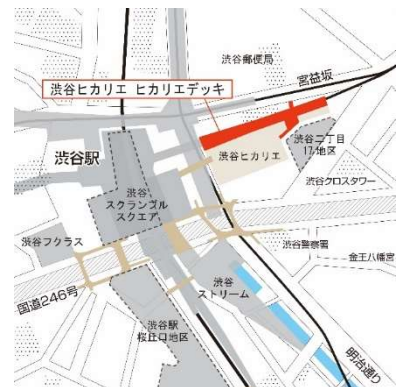 渋谷郵便局
宮益坂
渋谷ヒカリエ ヒカリエデッキ
渋谷二丁目
17地区
渋谷駅
渋谷ヒカリエ
渋谷クロスタワー
渋谷
スクランブル
スクエア
渋谷フクラス
渋谷警察署
金王八幡宮
国道246号
渋谷
ストリーム
渋谷駅
桜丘口地区
明治通り